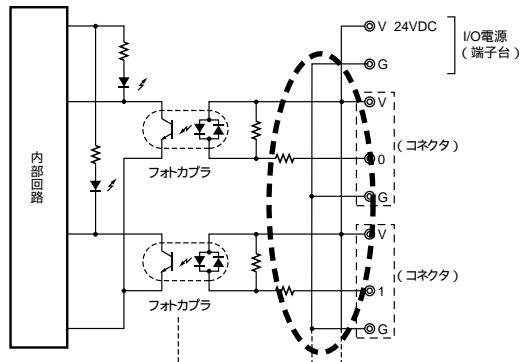 V 24VDC
I/O電源
(端子台)
G
V
(コネクタ)
0
フォトカプラ
G
内部回路
V
(コネクタ)
1
フォトカプラ
G